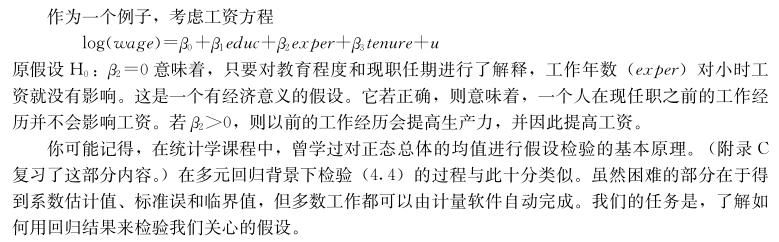 作为一个例子，考虑工资方程
log(wage)=β₀+β₁educ+β₂exper+β₃tenure+u
原假设 H₀：β₂=0 意味着，只要对教育程度和现职任期进行了解释，工作年数（exper）对小时工
资就没有影响。这是一个有经济意义的假设。它若正确，则意味着，一个人在现任职之前的工作经
历并不会影响工资。若 β₂>0，则以前的工作经历会提高生产力，并因此提高工资。
你可能记得，在统计学课程中，曾学过对正态总体的均值进行假设检验的基本原理。（附录 C
复习了这部分内容。）在多元回归背景下检验（4.4）的过程与此十分类似。虽然困难的部分在于得
到系数估计值、标准误和临界值，但多数工作都可以由计量软件自动完成。我们的任务是，了解如
何用回归结果来检验我们关心的假设。